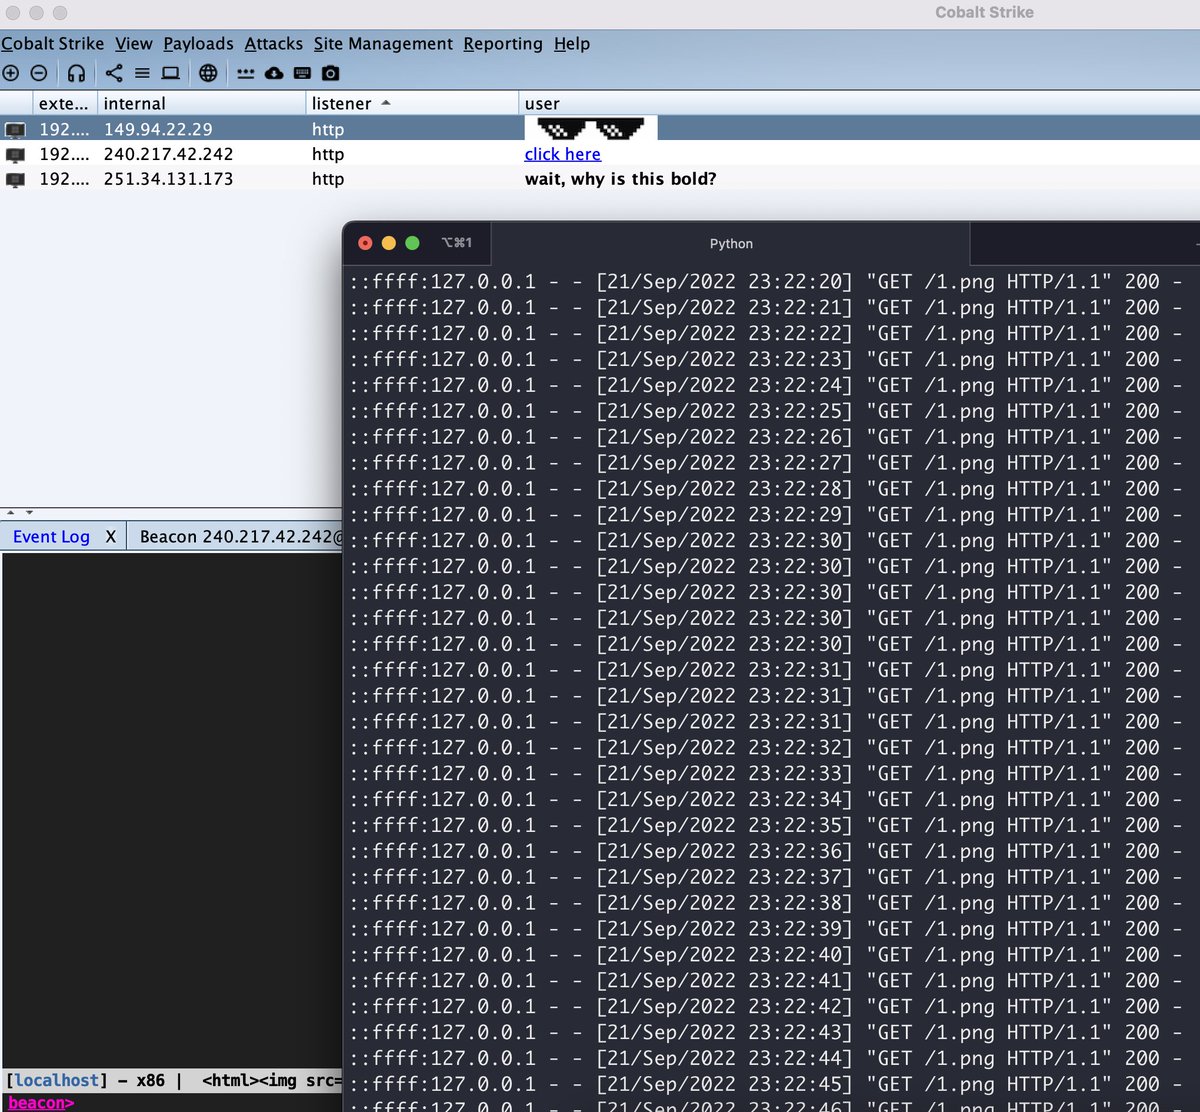 Cobalt Strike
Cobalt Strike View Payloads Attacks Site Management Reporting Help
exte... internal listener user
192.... 149.94.22.29 http
192.... 240.217.42.242 http click here
192.... 251.34.131.173 http wait, why is this bold?
⌥⌘1 Python
::ffff:127.0.0.1 - - [21/Sep/2022 23:22:20] "GET /1.png HTTP/1.1" 200 -
::ffff:127.0.0.1 - - [21/Sep/2022 23:22:21] "GET /1.png HTTP/1.1" 200 -
::ffff:127.0.0.1 - - [21/Sep/2022 23:22:22] "GET /1.png HTTP/1.1" 200 -
::ffff:127.0.0.1 - - [21/Sep/2022 23:22:23] "GET /1.png HTTP/1.1" 200 -
::ffff:127.0.0.1 - - [21/Sep/2022 23:22:24] "GET /1.png HTTP/1.1" 200 -
::ffff:127.0.0.1 - - [21/Sep/2022 23:22:25] "GET /1.png HTTP/1.1" 200 -
::ffff:127.0.0.1 - - [21/Sep/2022 23:22:26] "GET /1.png HTTP/1.1" 200 -
::ffff:127.0.0.1 - - [21/Sep/2022 23:22:27] "GET /1.png HTTP/1.1" 200 -
::ffff:127.0.0.1 - - [21/Sep/2022 23:22:28] "GET /1.png HTTP/1.1" 200 -
::ffff:127.0.0.1 - - [21/Sep/2022 23:22:29] "GET /1.png HTTP/1.1" 200 -
::ffff:127.0.0.1 - - [21/Sep/2022 23:22:30] "GET /1.png HTTP/1.1" 200 -
::ffff:127.0.0.1 - - [21/Sep/2022 23:22:30] "GET /1.png HTTP/1.1" 200 -
::ffff:127.0.0.1 - - [21/Sep/2022 23:22:30] "GET /1.png HTTP/1.1" 200 -
::ffff:127.0.0.1 - - [21/Sep/2022 23:22:30] "GET /1.png HTTP/1.1" 200 -
::ffff:127.0.0.1 - - [21/Sep/2022 23:22:30] "GET /1.png HTTP/1.1" 200 -
::ffff:127.0.0.1 - - [21/Sep/2022 23:22:31] "GET /1.png HTTP/1.1" 200 -
::ffff:127.0.0.1 - - [21/Sep/2022 23:22:31] "GET /1.png HTTP/1.1" 200 -
::ffff:127.0.0.1 - - [21/Sep/2022 23:22:31] "GET /1.png HTTP/1.1" 200 -
::ffff:127.0.0.1 - - [21/Sep/2022 23:22:32] "GET /1.png HTTP/1.1" 200 -
::ffff:127.0.0.1 - - [21/Sep/2022 23:22:33] "GET /1.png HTTP/1.1" 200 -
::ffff:127.0.0.1 - - [21/Sep/2022 23:22:34] "GET /1.png HTTP/1.1" 200 -
::ffff:127.0.0.1 - - [21/Sep/2022 23:22:35] "GET /1.png HTTP/1.1" 200 -
::ffff:127.0.0.1 - - [21/Sep/2022 23:22:36] "GET /1.png HTTP/1.1" 200 -
::ffff:127.0.0.1 - - [21/Sep/2022 23:22:37] "GET /1.png HTTP/1.1" 200 -
::ffff:127.0.0.1 - - [21/Sep/2022 23:22:38] "GET /1.png HTTP/1.1" 200 -
::ffff:127.0.0.1 - - [21/Sep/2022 23:22:39] "GET /1.png HTTP/1.1" 200 -
::ffff:127.0.0.1 - - [21/Sep/2022 23:22:40] "GET /1.png HTTP/1.1" 200 -
::ffff:127.0.0.1 - - [21/Sep/2022 23:22:41] "GET /1.png HTTP/1.1" 200 -
::ffff:127.0.0.1 - - [21/Sep/2022 23:22:42] "GET /1.png HTTP/1.1" 200 -
::ffff:127.0.0.1 - - [21/Sep/2022 23:22:43] "GET /1.png HTTP/1.1" 200 -
::ffff:127.0.0.1 - - [21/Sep/2022 23:22:44] "GET /1.png HTTP/1.1" 200 -
::ffff:127.0.0.1 - - [21/Sep/2022 23:22:45] "GET /1.png HTTP/1.1" 200 -
::ffff:127.0.0.1 - - [21/Sep/2022 23:22:46] "GET /1.png HTTP/1.1" 200 -
Event Log X Beacon 240.217.42.242@
[localhost] - x86 | <html><img src=
beacon>